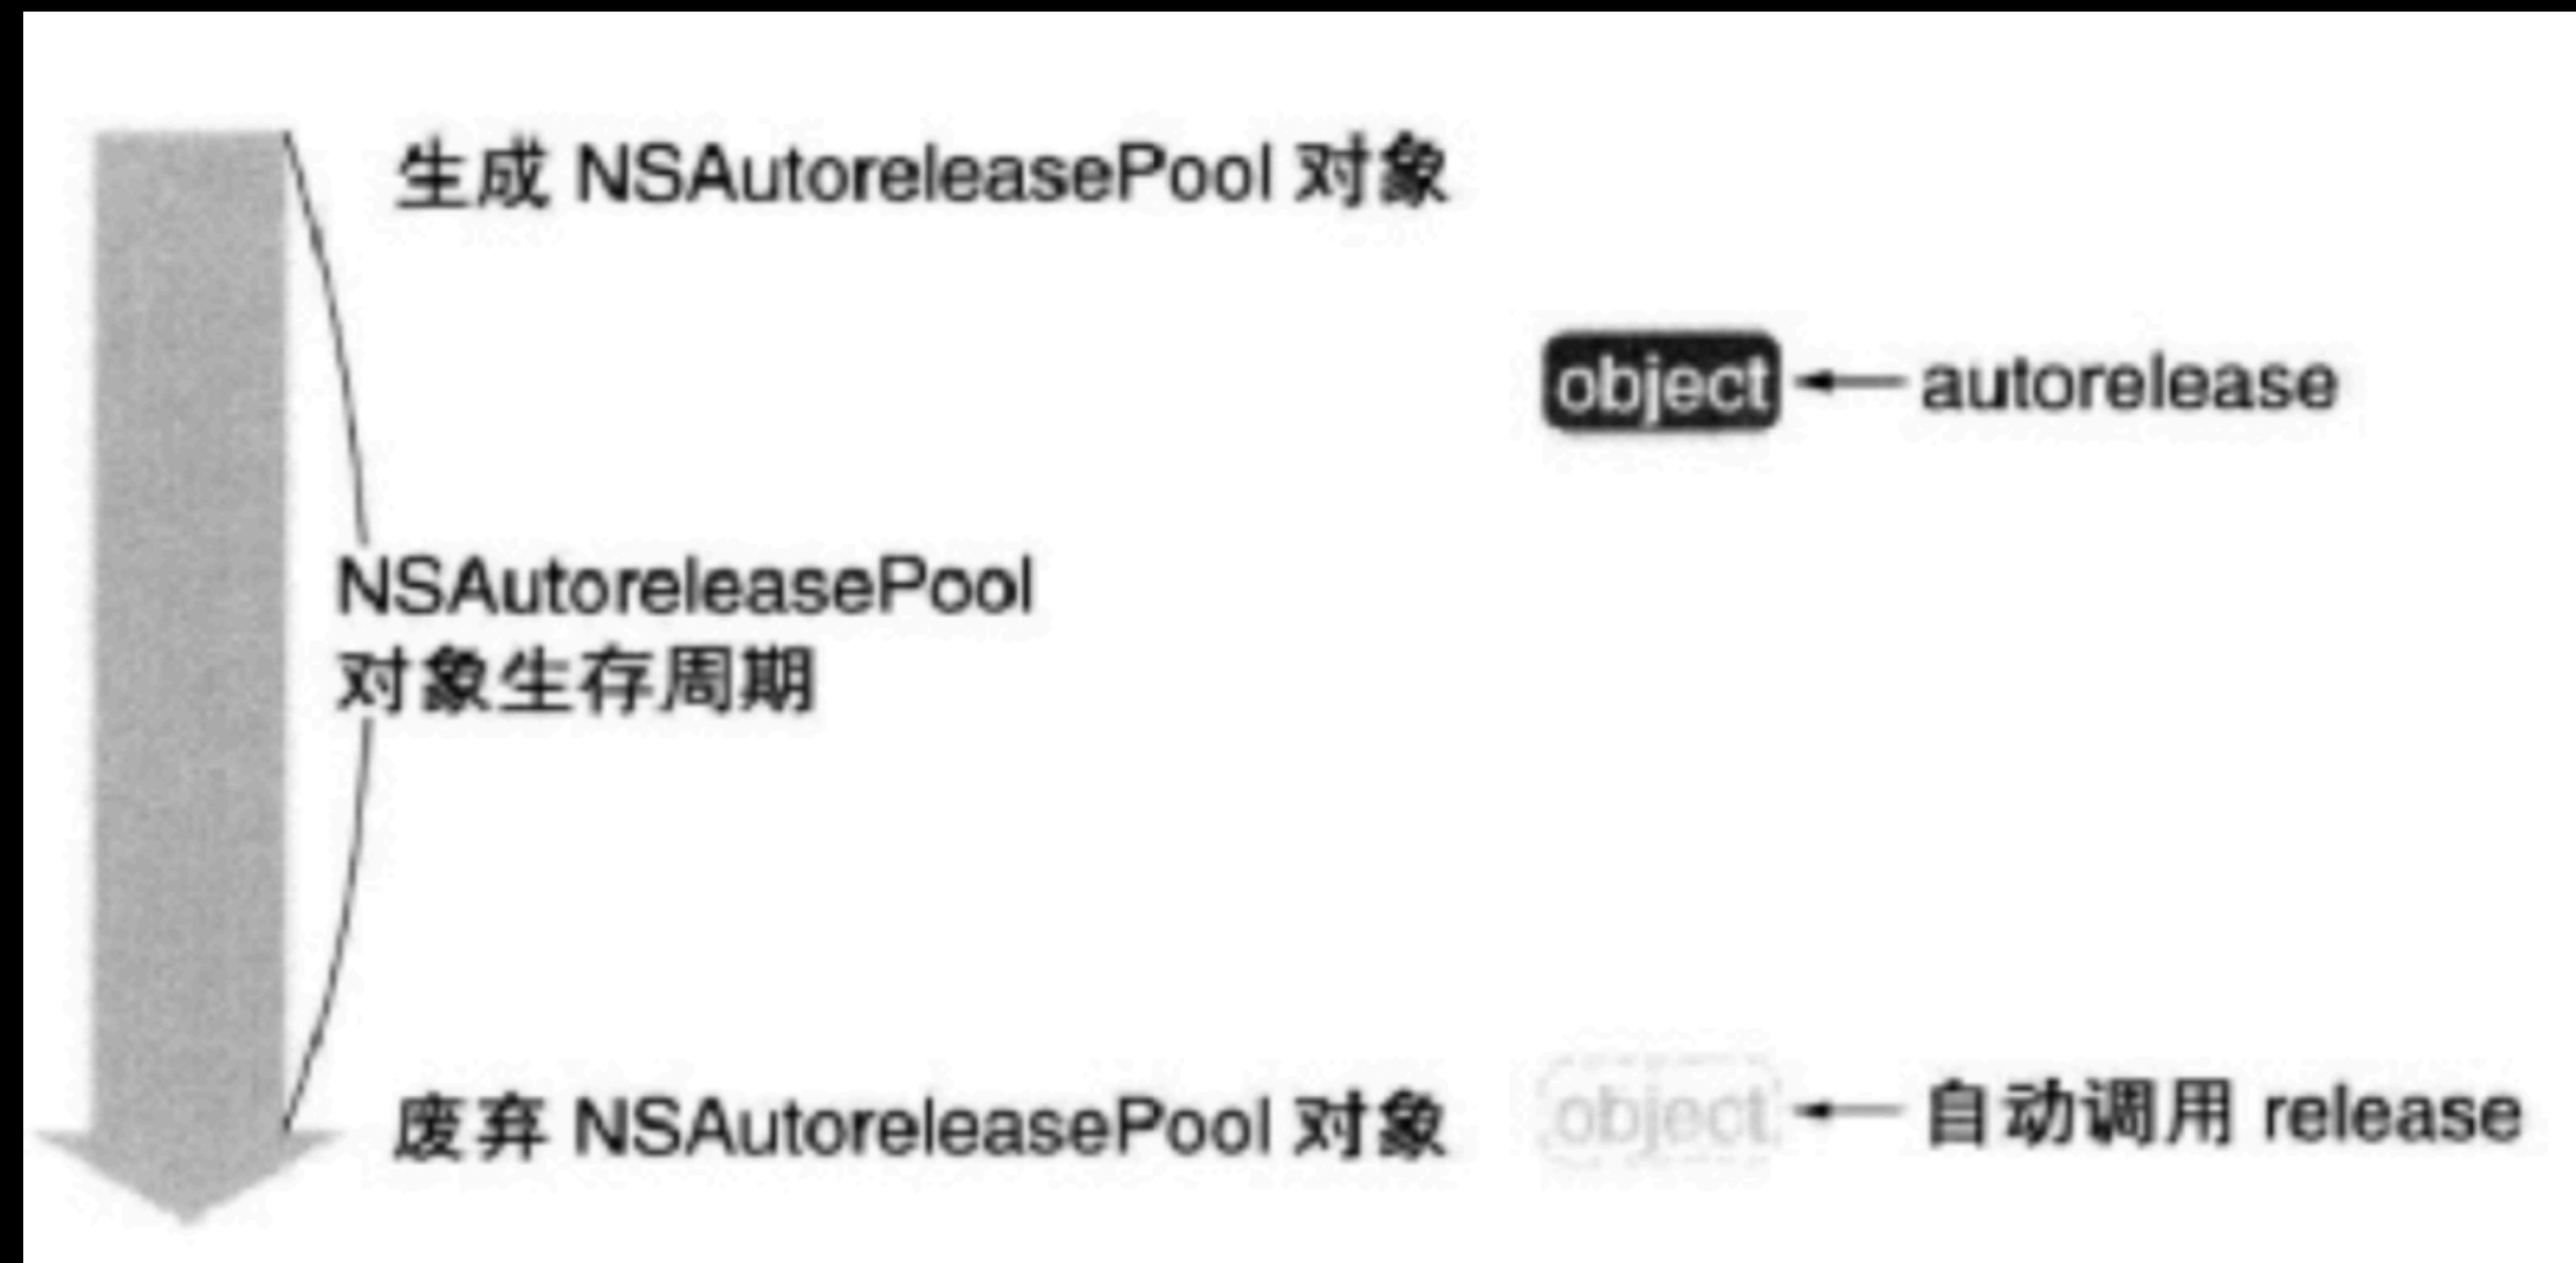 生成 NSAutoreleasePool 对象
object autorelease
NSAutoreleasePool
对象生存周期
废弃 NSAutoreleasePool 对象 object 自动调用 release